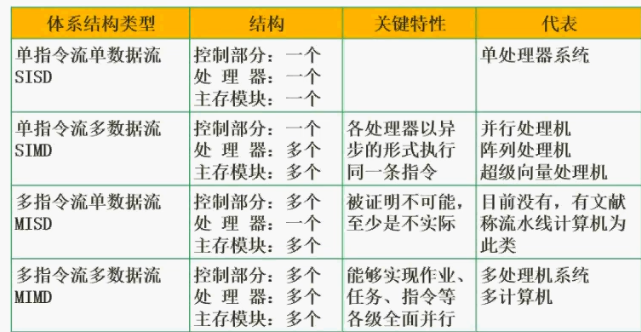 体系结构类型 结构 关键特性 代表
单指令流单数据流 控制部分：一个 单处理器系统
SISD 处 理 器：一个
主存模块：一个
单指令流多数据流 控制部分：一个 各处理器以异 并行处理机
SIMD 处 理 器：多个 步的形式执行 阵列处理机
主存模块：多个 同一条指令 超级向量处理机
多指令流单数据流 控制部分：多个 被证明不可能， 目前没有，有文献
MISD 处 理 器：一个 至少是不实际 称流水线计算机为
主存模块：多个 此类
多指令流多数据流 控制部分：多个 能够实现作业、 多处理机系统
MIMD 处 理 器：多个 任务、指令等 多计算机
主存模块：多个 各级全面并行